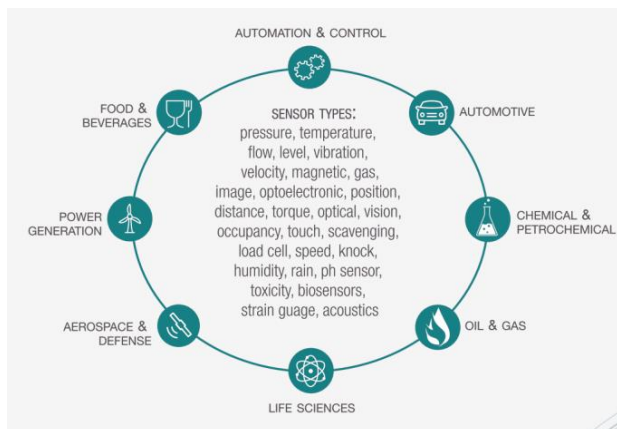 AUTOMATION & CONTROL
FOOD &
BEVERAGES
AUTOMOTIVE
SENSOR TYPES:
pressure, temperature,
flow, level, vibration,
velocity, magnetic, gas,
image, optoelectronic, position,
distance, torque, optical, vision,
occupancy, touch, scavenging,
load cell, speed, knock,
humidity, rain, ph sensor,
toxicity, biosensors,
strain guage, acoustics
POWER
GENERATION
CHEMICAL &
PETROCHEMICAL
AEROSPACE &
DEFENSE
OIL & GAS
LIFE SCIENCES